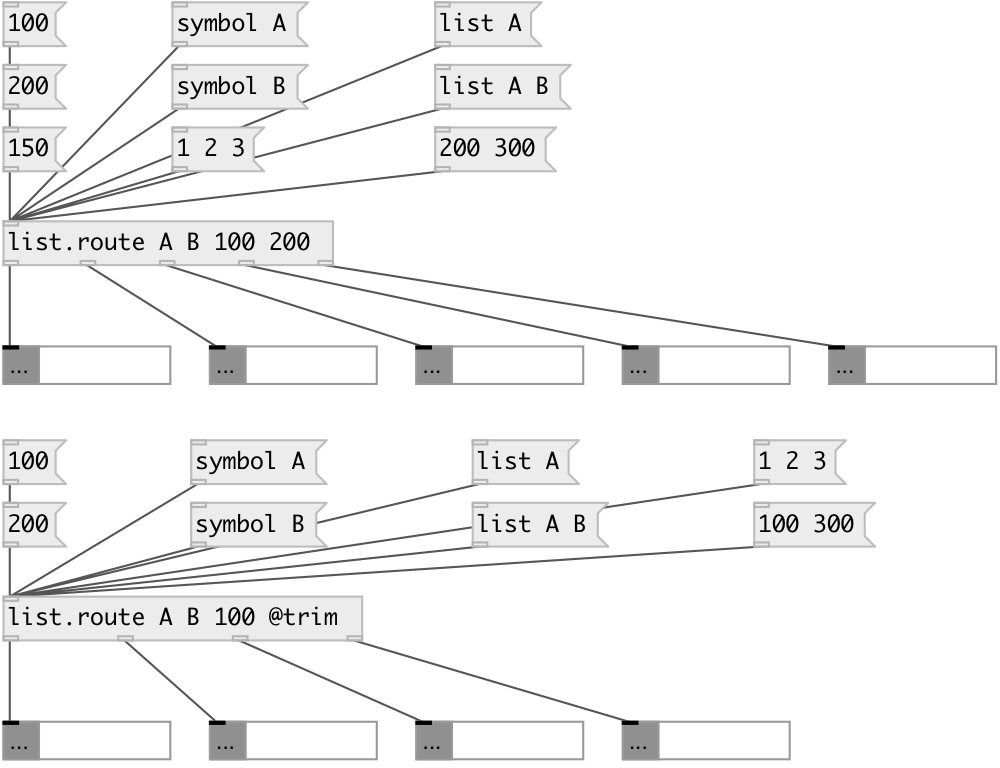 100
symbol A
list A
200
symbol B
list A B
150
1 2 3
200 300
list.route A B 100 200
...
...
...
...
...
100
symbol A
list A
1 2 3
200
symbol B
list A B
100 300
list.route A B 100 @trim
...
...
...
...